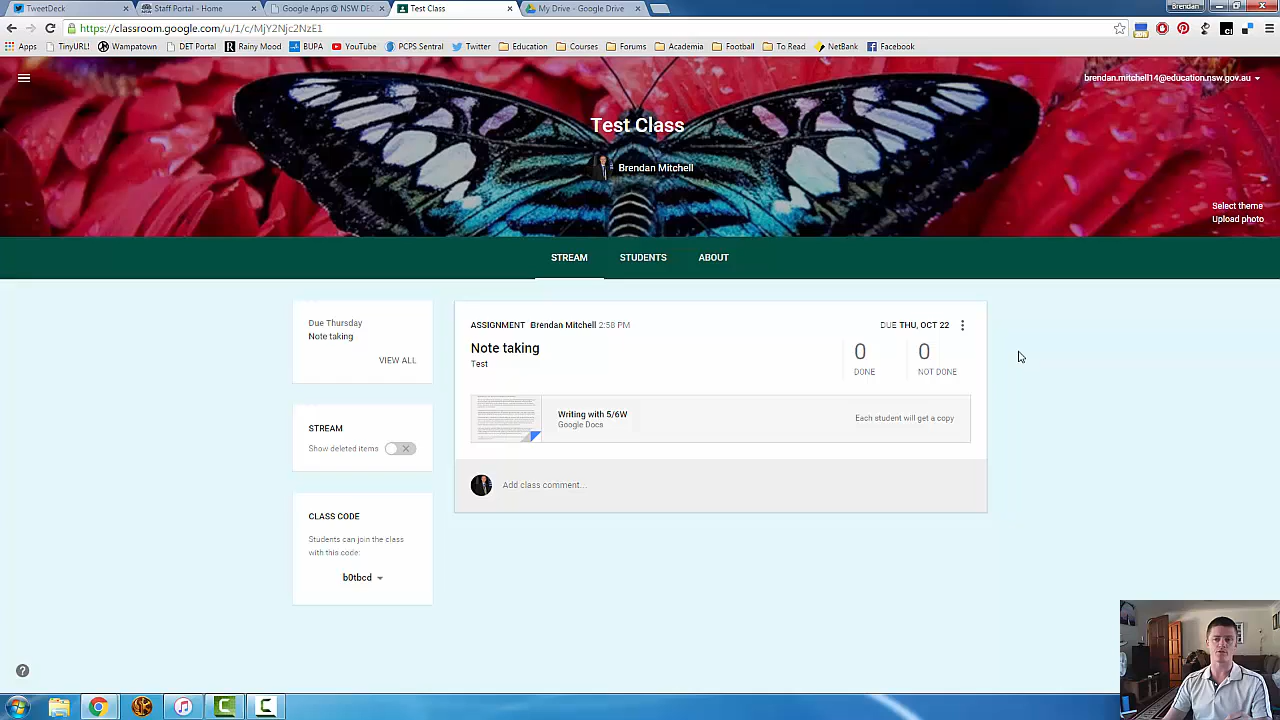 TweetDeck
Staff Portal - Home
Google Apps @ NSW DEC
Test Class
My Drive - Google Drive
Brendan
https://classroom.google.com/u/1/c/MjY2Njc2NzE1
Apps
TinyURL!
Wampatown
DET Portal
Rainy Mood
BUPA
YouTube
PCPS Sentral
Twitter
Education
Courses
Forums
Academia
Football
To Read
NetBank
Facebook
brendan.mitchell14@education.nsw.gov.au
Test Class
Brendan Mitchell
Select theme
Upload photo
STREAM
STUDENTS
ABOUT
Due Thursday
Note taking
VIEW ALL
STREAM
Show deleted items
CLASS CODE
Students can join the class
with this code:
b0tbcd
ASSIGNMENT Brendan Mitchell 2:58 PM
DUE THU, OCT 22
Note taking
Test
0
DONE
0
NOT DONE
Writing with 5/6W
Google Docs
Each student will get a copy
Add class comment...